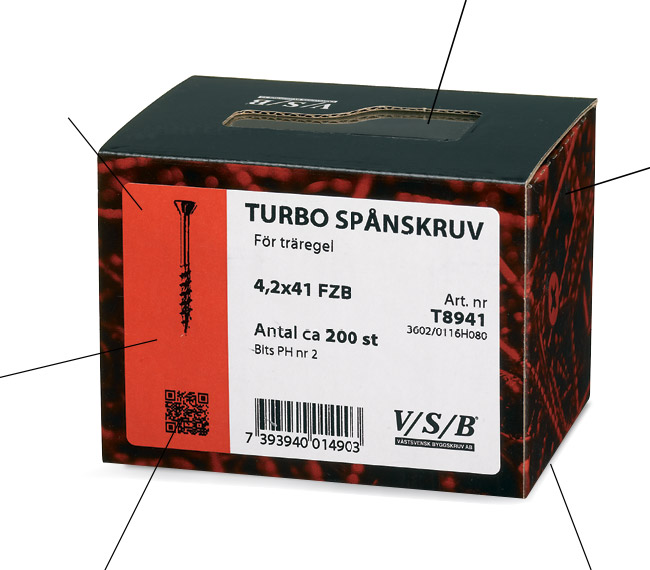 V/S/B
TURBO SPÅNSKRUV
För träregel
4,2x41 FZB
Art. nr
T8941
3602/0116H080
Antal ca 200 st
Bits PH nr 2
7 393940 014903
V/S/B®
VÄSTSVENSK BYGGSKRUV AB